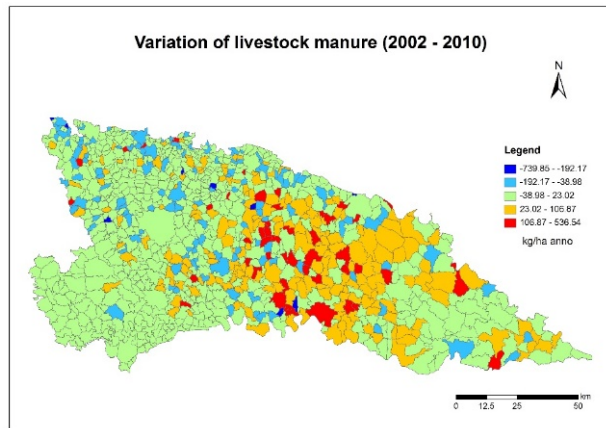 Variation of livestock manure (2002 - 2010)
N
Legend
-739.85 - -192.17
-192.17 - -38.98
-38.98 - 23.02
23.02 - 106.87
106.87 - 536.54
kg/ha anno
km
0 12.5 25 50